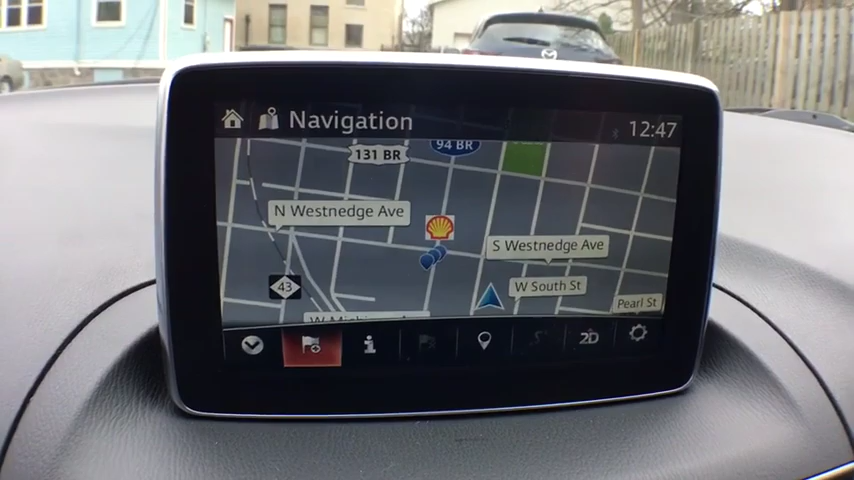 Navigation
12:47
131 BR
94 BR
N Westnedge Ave
S Westnedge Ave
43
W South St
Pearl St
2D